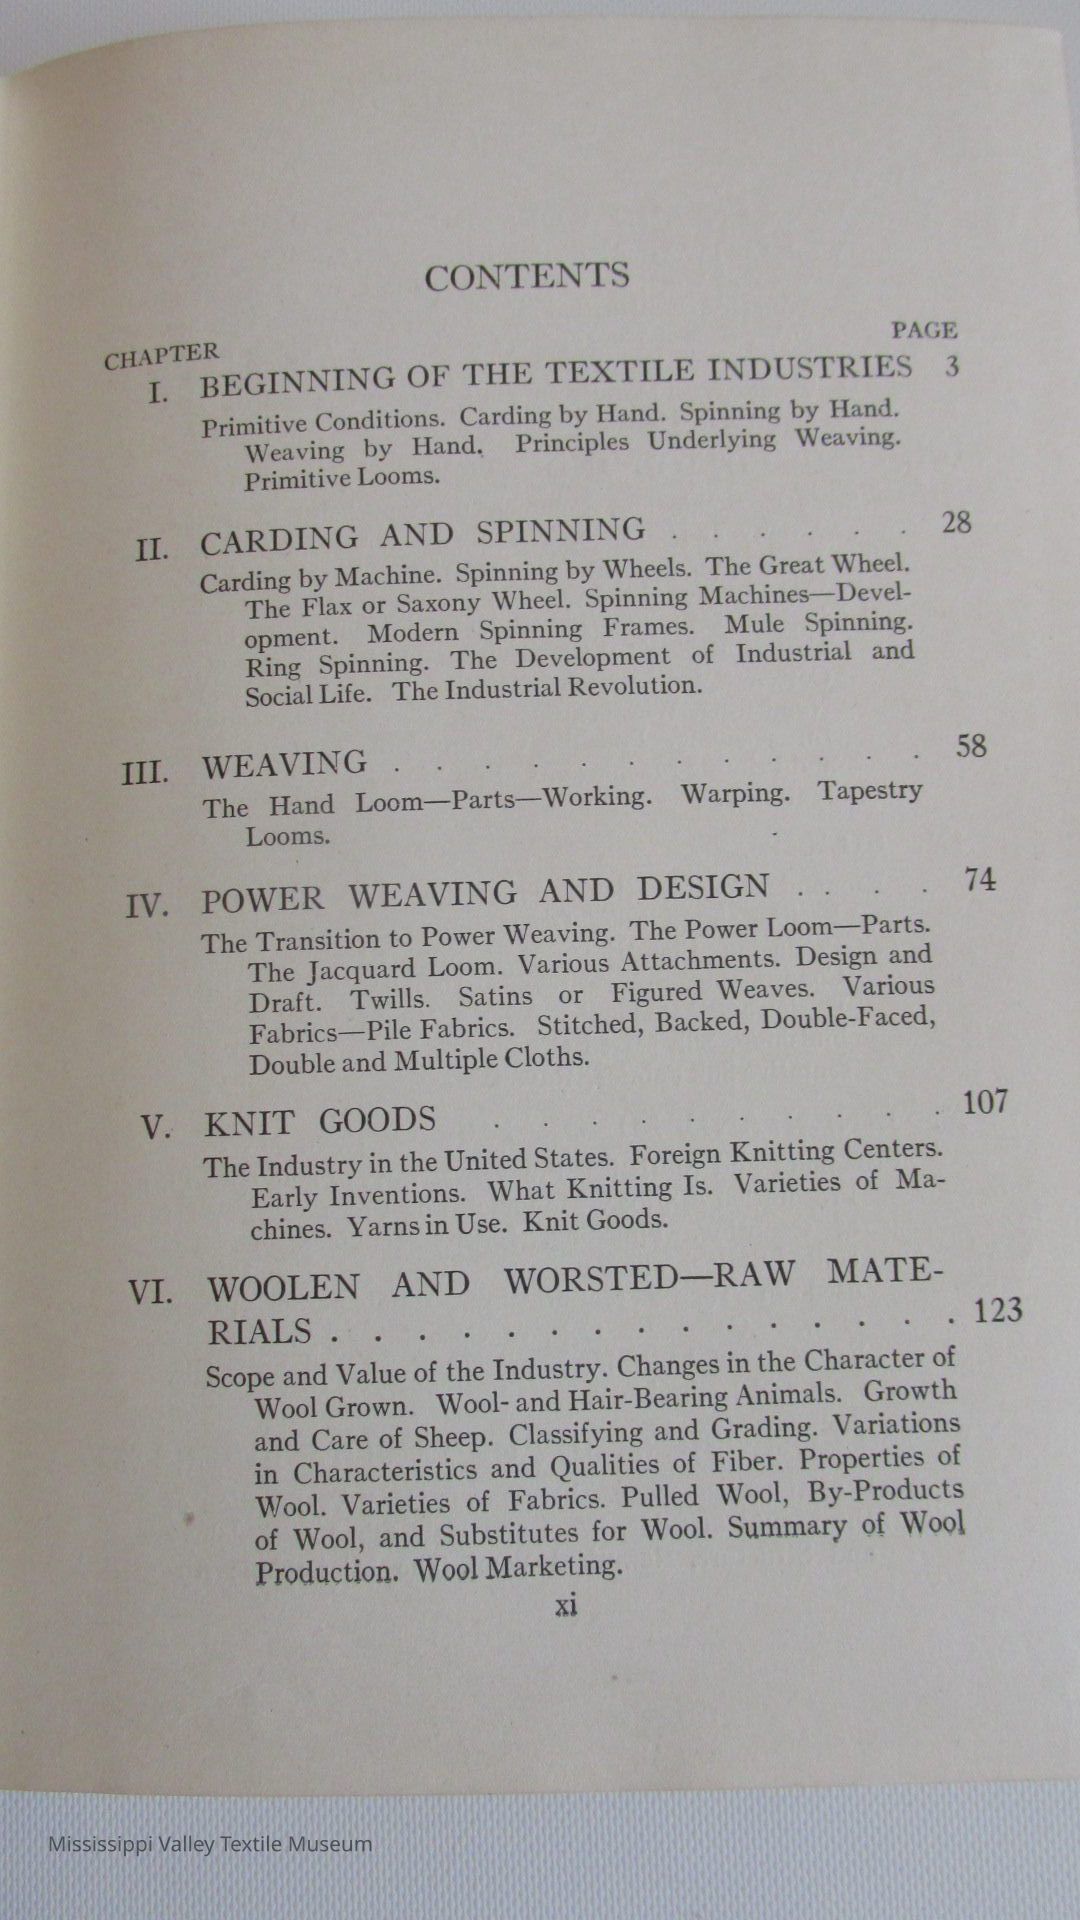 CONTENTS
CHAPTER PAGE
I. BEGINNING OF THE TEXTILE INDUSTRIES 3
Primitive Conditions. Carding by Hand. Spinning by Hand.
Weaving by Hand. Principles Underlying Weaving.
Primitive Looms.
II. CARDING AND SPINNING . . . . . . 28
Carding by Machine. Spinning by Wheels. The Great Wheel.
The Flax or Saxony Wheel. Spinning Machines—Devel-
opment. Modern Spinning Frames. Mule Spinning.
Ring Spinning. The Development of Industrial and
Social Life. The Industrial Revolution.
III. WEAVING . . . . . . . . . . . . 58
The Hand Loom—Parts—Working. Warping. Tapestry
Looms.
IV. POWER WEAVING AND DESIGN . . . . 74
The Transition to Power Weaving. The Power Loom—Parts.
The Jacquard Loom. Various Attachments. Design and
Draft. Twills. Satins or Figured Weaves. Various
Fabrics—Pile Fabrics. Stitched, Backed, Double-Faced,
Double and Multiple Cloths.
V. KNIT GOODS . . . . . . . . . . 107
The Industry in the United States. Foreign Knitting Centers.
Early Inventions. What Knitting Is. Varieties of Ma-
chines. Yarns in Use. Knit Goods.
VI. WOOLEN AND WORSTED—RAW MATE-
RIALS . . . . . . . . . . . . . . . 123
Scope and Value of the Industry. Changes in the Character of
Wool Grown. Wool- and Hair-Bearing Animals. Growth
and Care of Sheep. Classifying and Grading. Variations
in Characteristics and Qualities of Fiber. Properties of
Wool. Varieties of Fabrics. Pulled Wool, By-Products
of Wool, and Substitutes for Wool. Summary of Wool
Production. Wool Marketing.
xi
Mississippi Valley Textile Museum